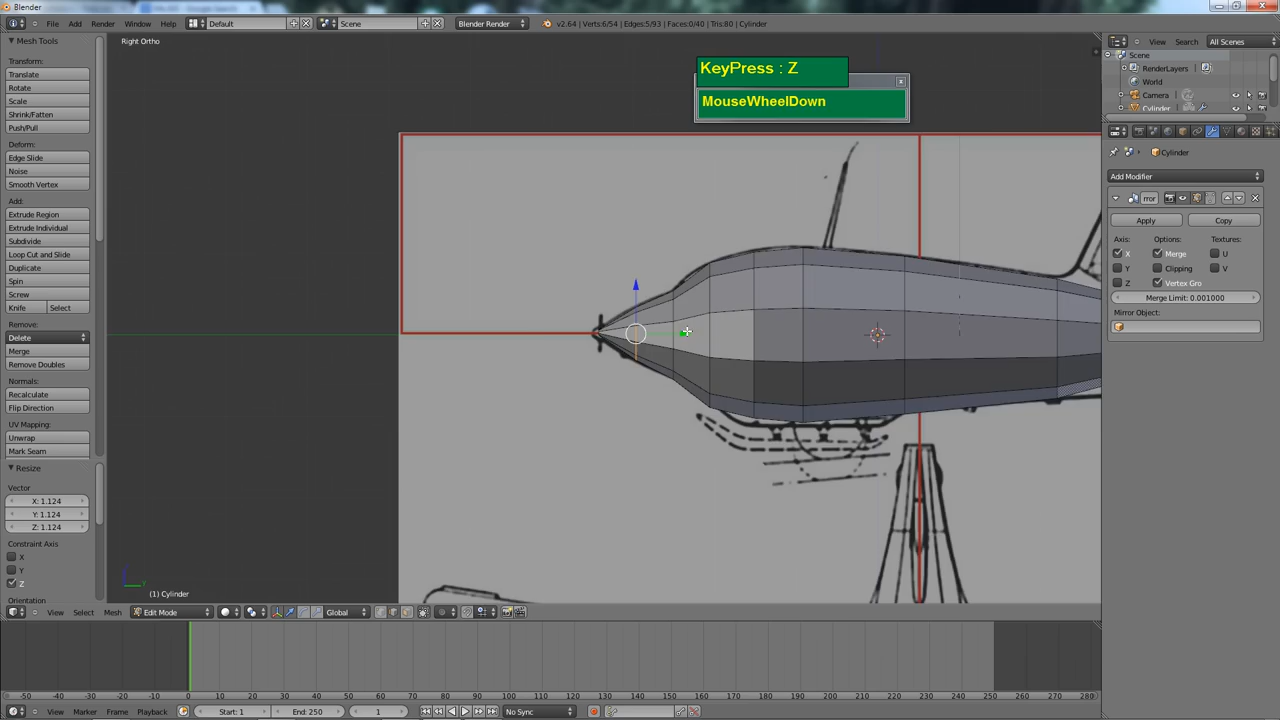 Blender
File Add Render Window Help
Default
Scene
Blender Render
v2.64 | Verts:6/54 | Edges:5/93 | Faces:0/40 | Tris:80 | Cylinder
Mesh Tools
Transform:
Translate
Rotate
Scale
Shrink/Fatten
Push/Pull
Deform:
Edge Slide
Noise
Smooth Vertex
Add:
Extrude Region
Extrude Individual
Subdivide
Loop Cut and Slide
Duplicate
Spin
Screw
Knife Select
Remove:
Delete
Merge
Remove Doubles
Normals:
Recalculate
Flip Direction
UV Mapping:
Unwrap
Mark Seam
Resize
Vector
X: 1.124
Y: 1.124
Z: 1.124
Constraint Axis
X
Y
Z
Orientation
Right Ortho
KeyPress : Z
MouseWheelDown
(1) Cylinder
View Select Mesh
Edit Mode
Global
View Search All Scenes
Scene
RenderLayers
World
Camera
Cylinder
Cylinder
Add Modifier
rror
Apply Copy
Axis: Options: Textures:
X Merge U
Y Clipping V
Z Vertex Gro
Merge Limit: 0.001000
Mirror Object:
-50 -40 -30 -20 -10 0 10 20 30 40 50 60 70 80 90 100 110 120 130 140 150 160 170 180 190 200 210 220 230 240 250 260 270 280
View Marker Frame Playback
Start: 1
End: 250
1
No Sync